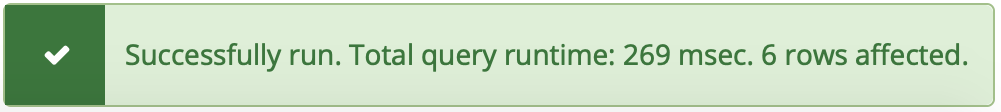 Successfully run. Total query runtime: 269 msec. 6 rows affected.